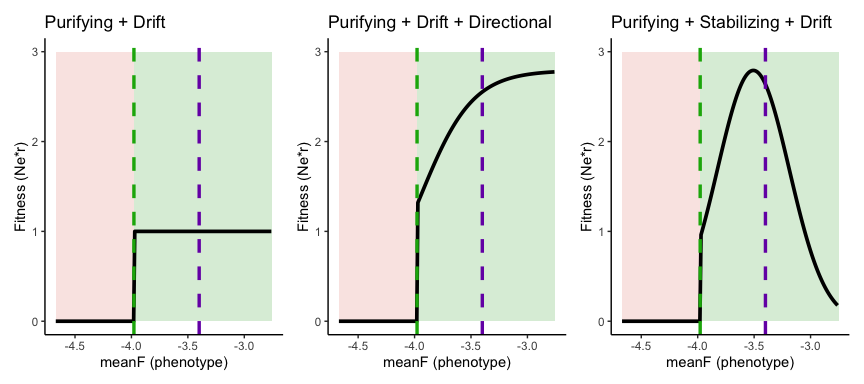 Purifying + Drift
Fitness (Ne*r)
3
2
1
0
-4.5
-4.0
-3.5
-3.0
meanF (phenotype)
Purifying + Drift + Directional
Fitness (Ne*r)
3
2
1
0
-4.5
-4.0
-3.5
-3.0
meanF (phenotype)
Purifying + Stabilizing + Drift
Fitness (Ne*r)
3
2
1
0
-4.5
-4.0
-3.5
-3.0
meanF (phenotype)